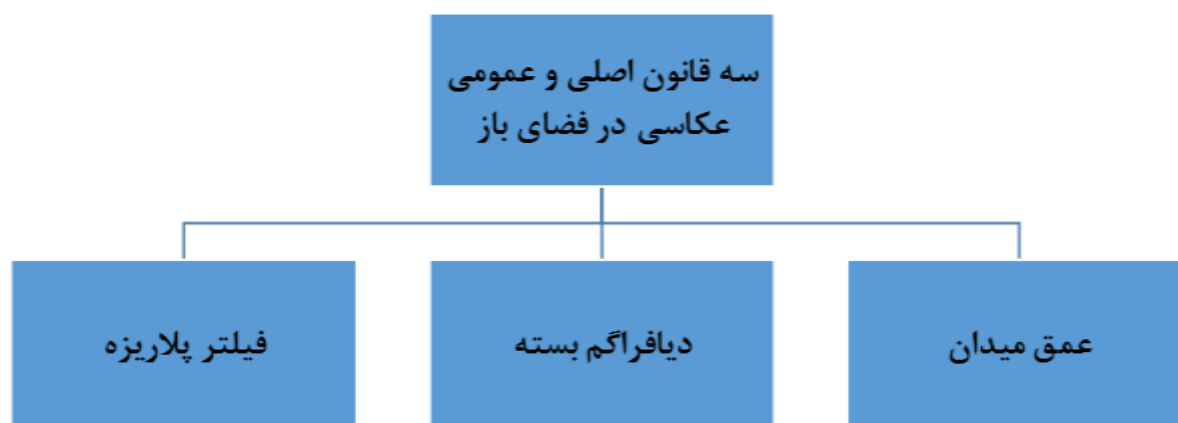 سه قانون اصلی و عمومی
عکاسی در فضای باز
عمق میدان
دیافراگم بسته
فیلتر پلاریزه